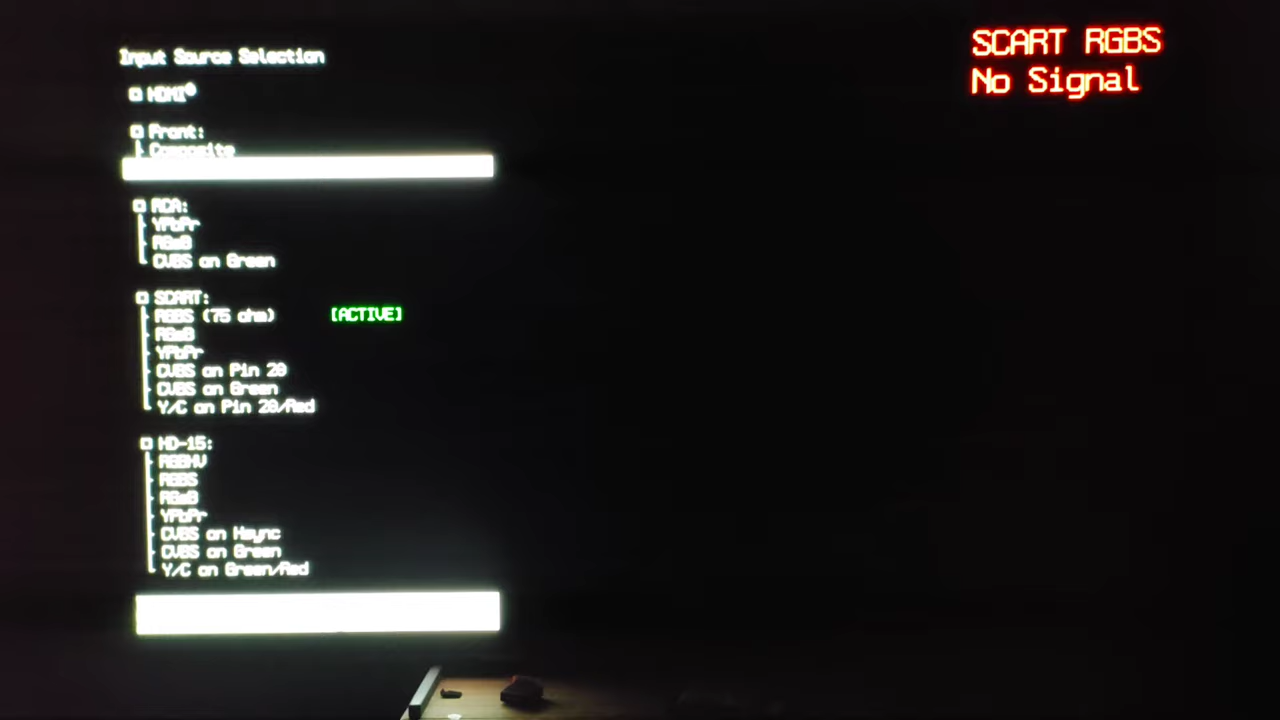 Input Source Selection
HDMI®
Front:
Composite
RCA:
YPbPr
RGsB
CVBS on Green
SCART:
RGBS (75 ohm) [ACTIVE]
RGsB
YPbPr
CVBS on Pin 20
CVBS on Green
Y/C on Pin 20/Red
HD-15:
RGBHV
RGBS
RGsB
YPbPr
CVBS on Hsync
CVBS on Green
Y/C on Green/Red
SCART RGBS
No Signal